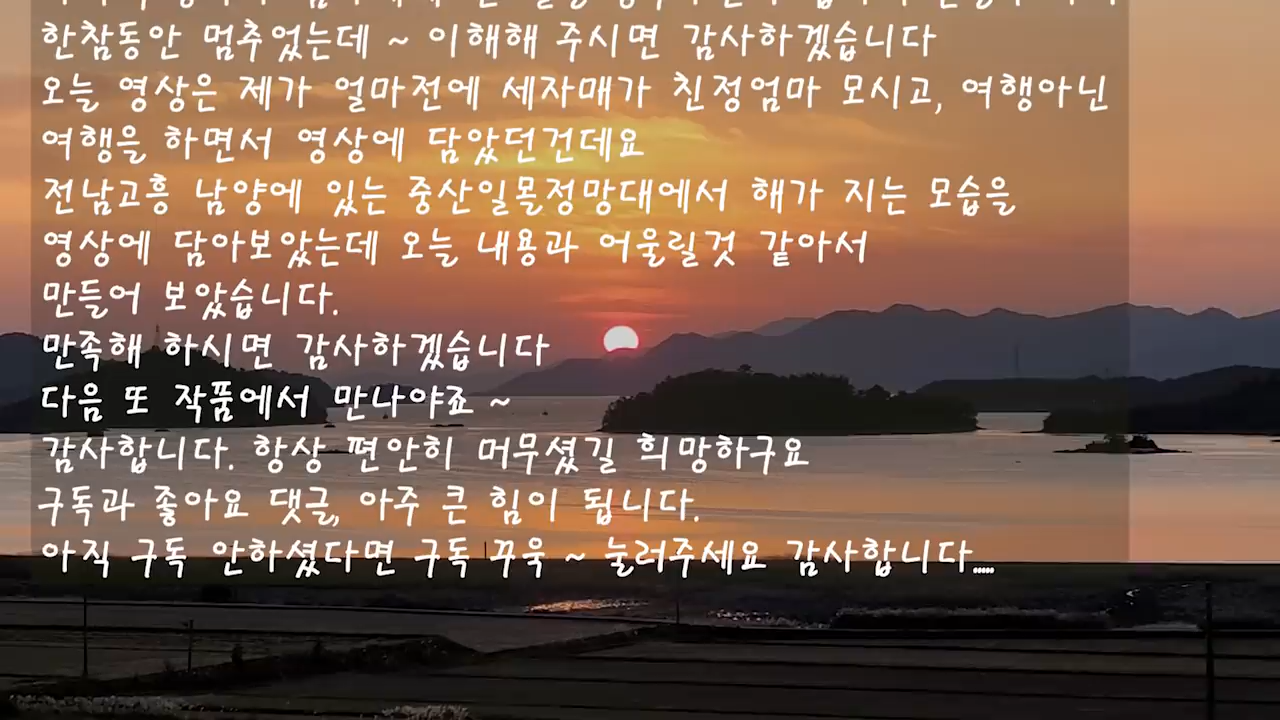 한참동안 멈추었는데 ~ 이해해 주시면 감사하겠습니다
오늘 영상은 제가 얼마전에 세자매가 친정엄마 모시고, 여행아닌
여행을 하면서 영상에 담았던건데요
전남고흥 남양에 있는 중산일몰정망대에서 해가 지는 모습을
영상에 담아보았는데 오늘 내용과 어울릴것 같아서
만들어 보았습니다.
만족해 하시면 감사하겠습니다
다음 또 작품에서 만나야죠 ~
감사합니다. 항상 편안히 머무셨길 희망하구요
구독과 좋아요 댓글, 아주 큰 힘이 됩니다.
아직 구독 안하셨다면 구독 꾸욱 ~ 눌러주세요 감사합니다.....